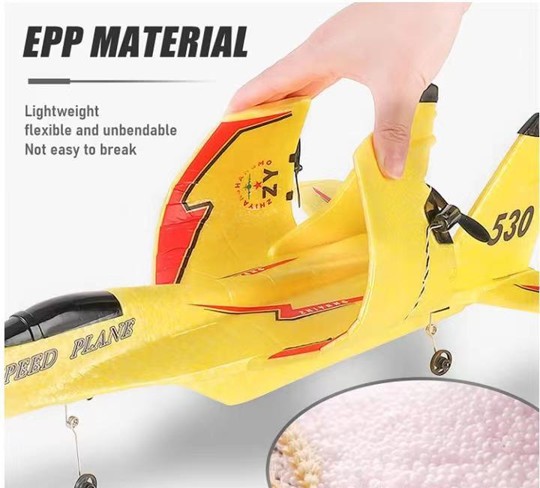 EPP MATERIAL
Lightweight
flexible and unbendable
Not easy to break
ZY
530
PEED PLANE